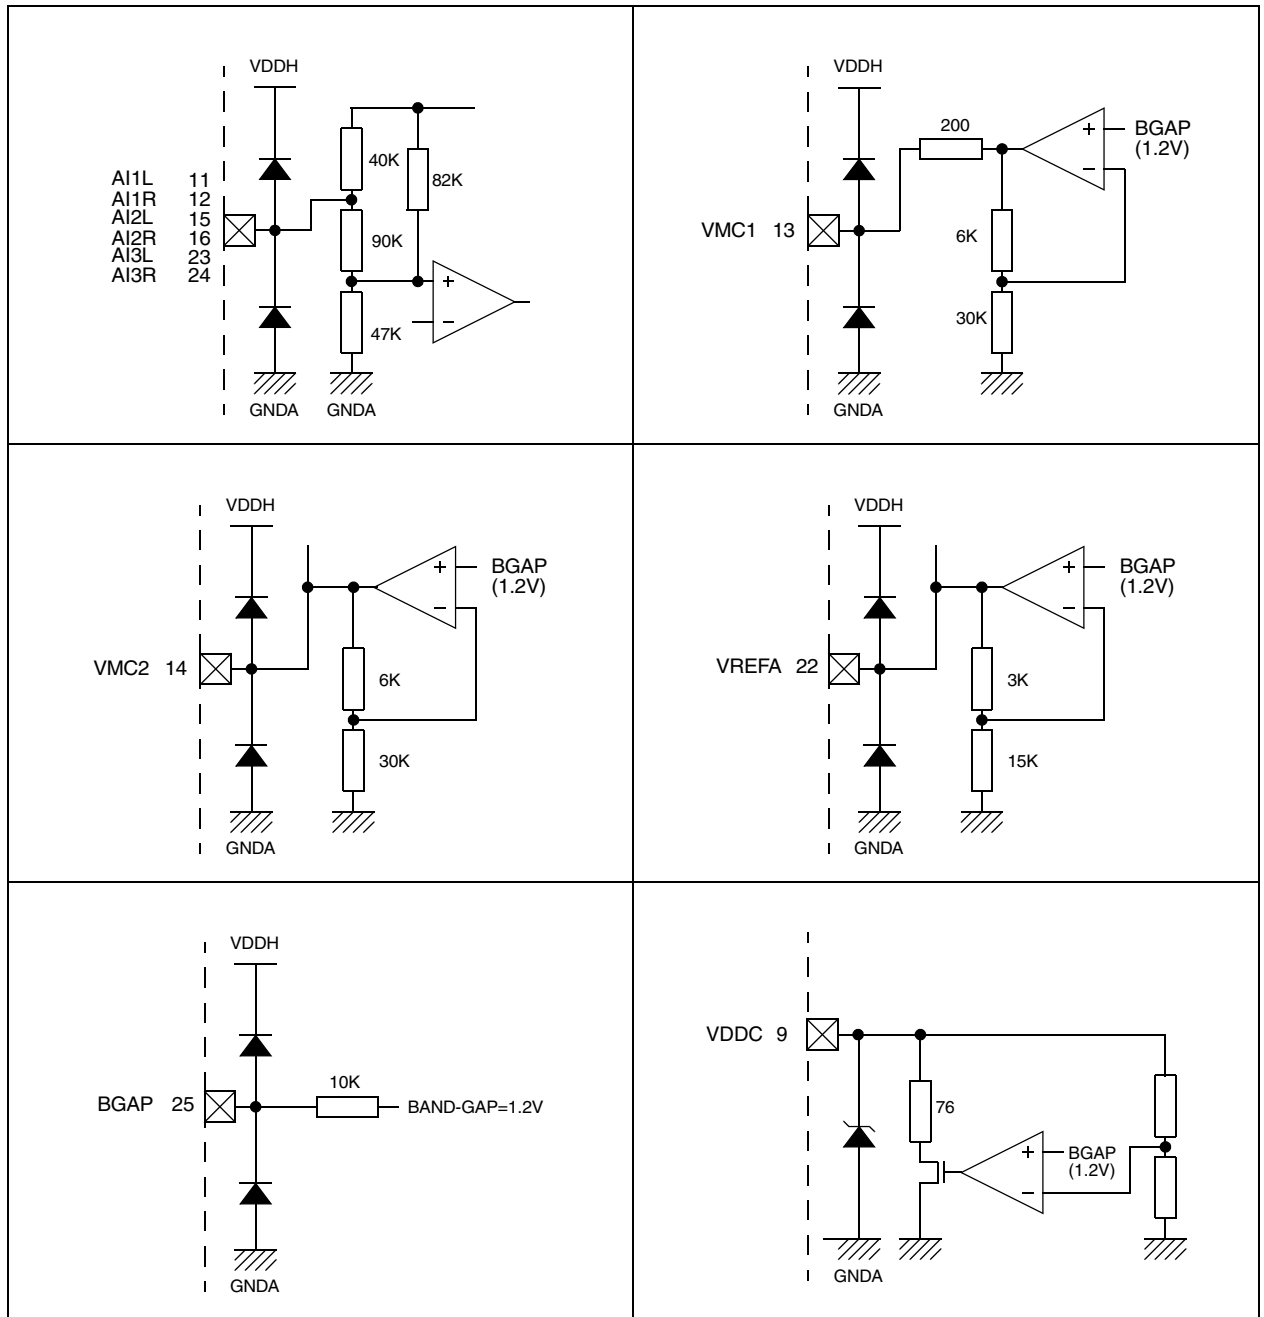 VDDH
AI1L 11
AI1R 12
AI2L 15
AI2R 16
AI3L 23
AI3R 24
40K
82K
90K
+
−
47K
GNDA GNDA
VDDH
200
+
BGAP
(1.2V)
−
VMC1 13
6K
30K
GNDA
VDDH
+
BGAP
(1.2V)
−
VMC2 14
6K
30K
GNDA
VDDH
+
BGAP
(1.2V)
−
VREFA 22
3K
15K
GNDA
VDDH
10K
BGAP 25
BAND-GAP=1.2V
GNDA
VDDC 9
76
+
BGAP
(1.2V)
−
GNDA